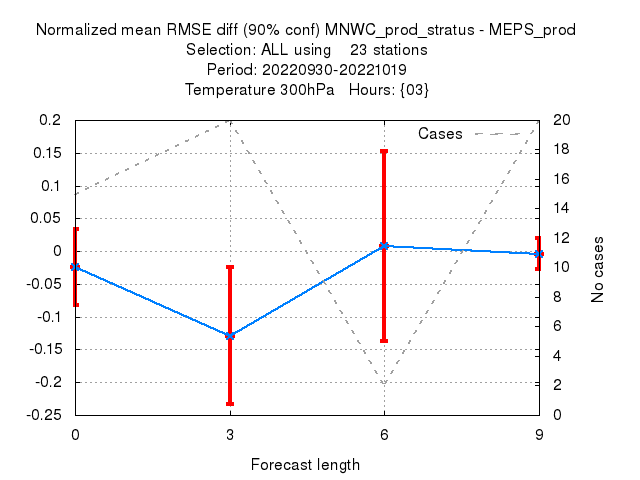 Normalized mean RMSE diff (90% conf) MNWC_prod_stratus - MEPS_prod
Selection: ALL using    23 stations
Period: 20220930-20221019
Temperature 300hPa   Hours: {03}
Cases
0.2
0.15
0.1
0.05
0
-0.05
-0.1
-0.15
-0.2
-0.25
20
18
16
14
12
10
8
6
4
2
0
No cases
0 3 6 9
Forecast length